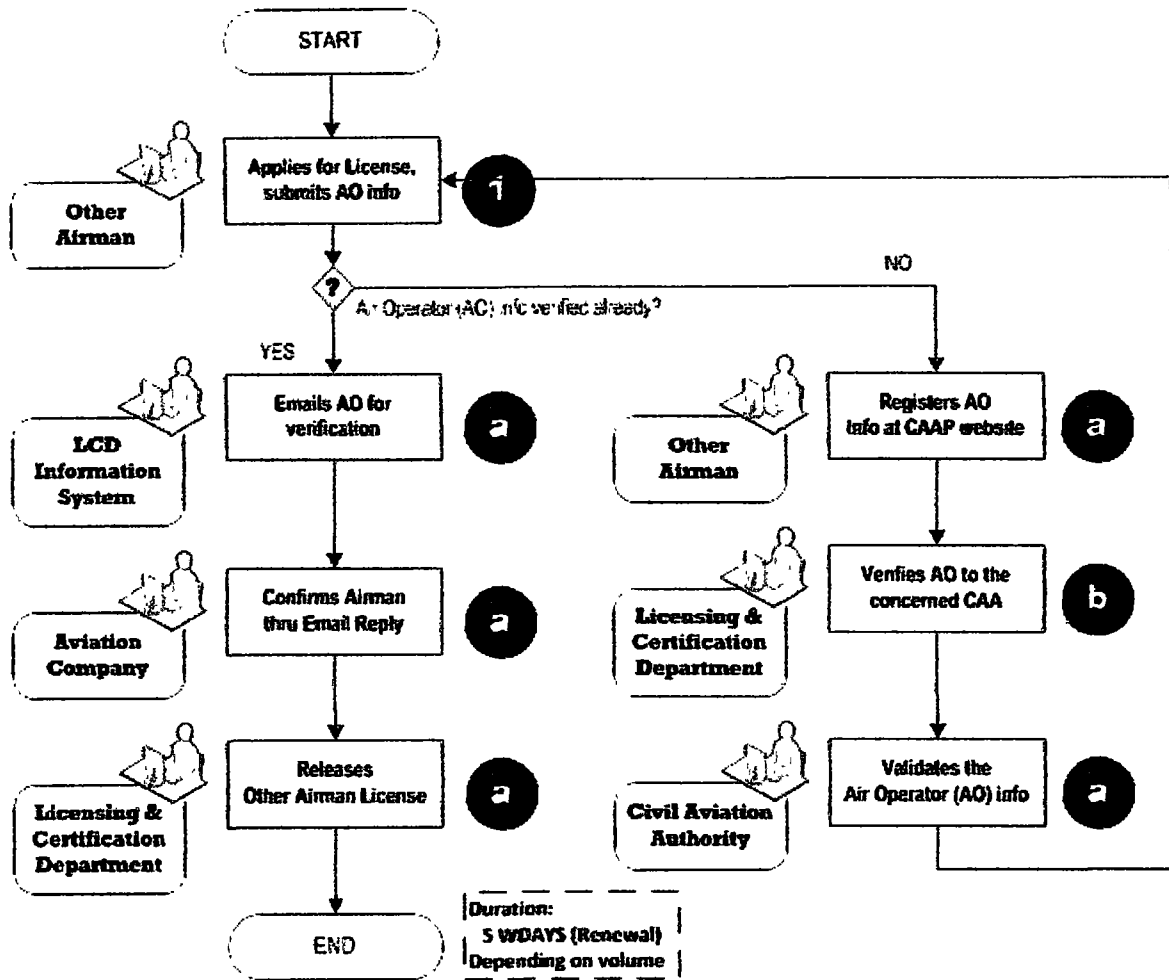 START
Other
Airman
Applies for License,
submits AO info
1
?
Air Operator (AO) info verified already?
NO
YES
LCD
Information
System
Emails AO for
verification
a
Other
Airman
Registers AO
info at CAAP website
a
Aviation
Company
Confirms Airman
thru Email Reply
a
Licensing &
Certification
Department
Verifies AO to the
concerned CAA
b
Licensing &
Certification
Department
Releases
Other Airman License
a
Civil Aviation
Authority
Validates the
Air Operator (AO) info
a
END
Duration:
5 WDAYS (Renewal)
Depending on volume